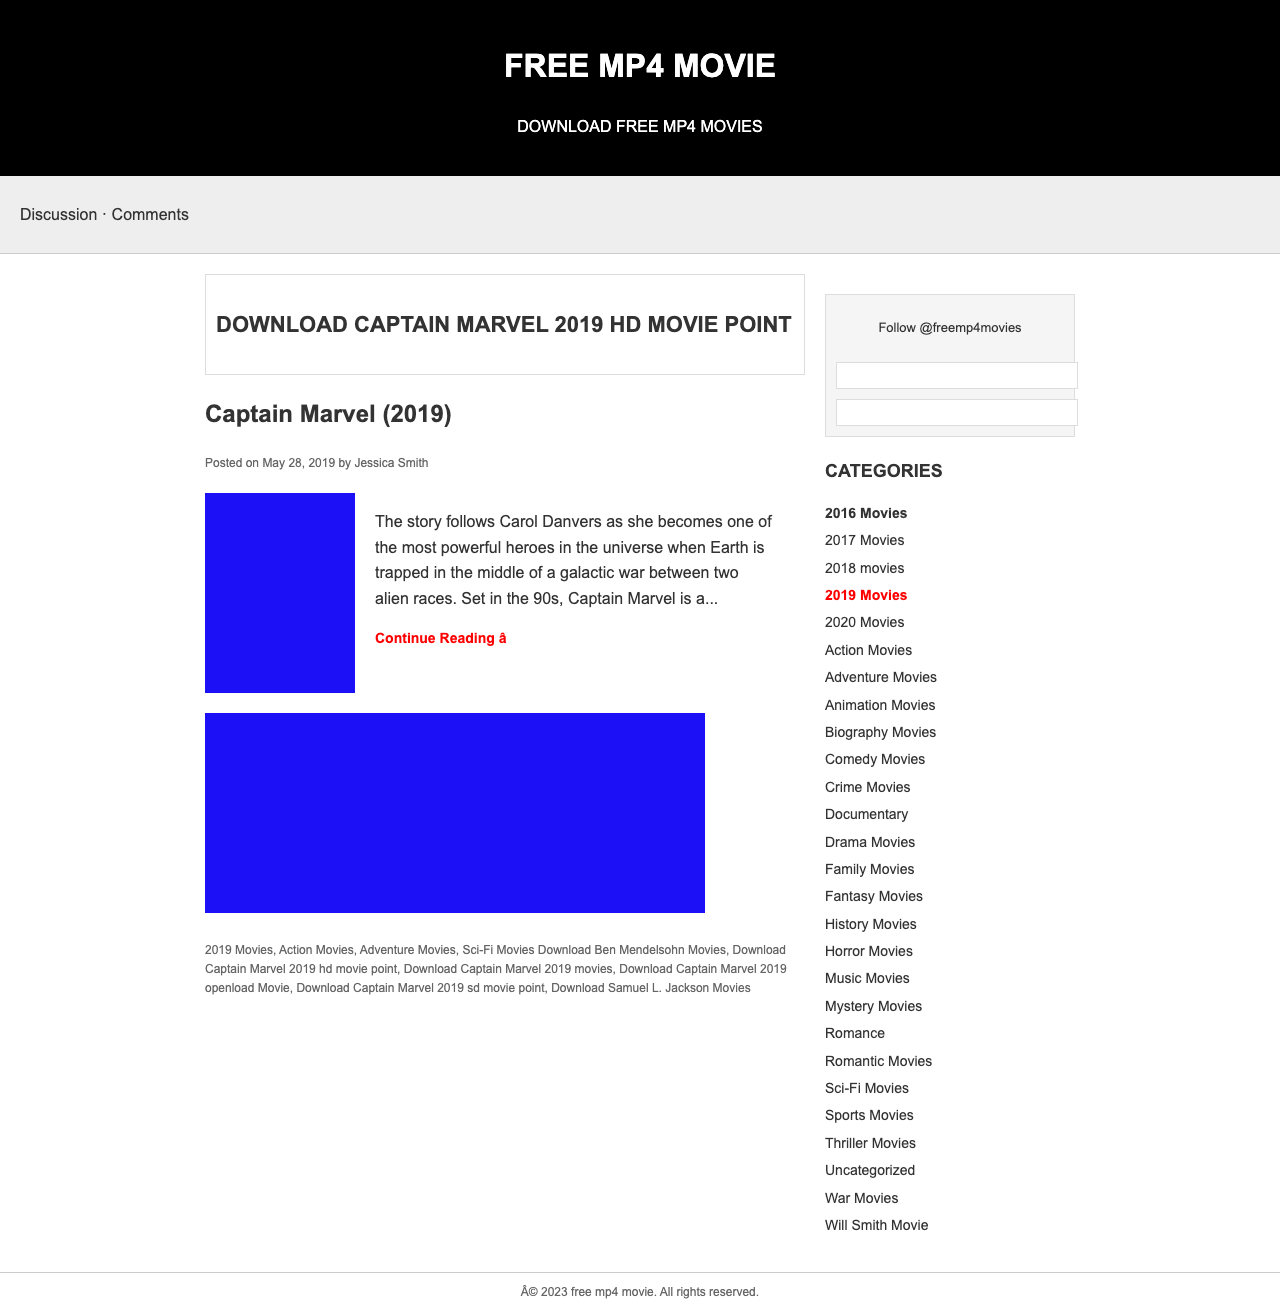 FREE MP4 MOVIE
DOWNLOAD FREE MP4 MOVIES
Discussion · Comments
DOWNLOAD CAPTAIN MARVEL 2019 HD MOVIE POINT
Captain Marvel (2019)
Posted on May 28, 2019 by Jessica Smith
The story follows Carol Danvers as she becomes one of
the most powerful heroes in the universe when Earth is
trapped in the middle of a galactic war between two
alien races. Set in the 90s, Captain Marvel is a...
Continue Reading â
2019 Movies, Action Movies, Adventure Movies, Sci-Fi Movies Download Ben Mendelsohn Movies, Download
Captain Marvel 2019 hd movie point, Download Captain Marvel 2019 movies, Download Captain Marvel 2019
openload Movie, Download Captain Marvel 2019 sd movie point, Download Samuel L. Jackson Movies
Follow @freemp4movies
CATEGORIES
2016 Movies
2017 Movies
2018 movies
2019 Movies
2020 Movies
Action Movies
Adventure Movies
Animation Movies
Biography Movies
Comedy Movies
Crime Movies
Documentary
Drama Movies
Family Movies
Fantasy Movies
History Movies
Horror Movies
Music Movies
Mystery Movies
Romance
Romantic Movies
Sci-Fi Movies
Sports Movies
Thriller Movies
Uncategorized
War Movies
Will Smith Movie
Â© 2023 free mp4 movie. All rights reserved.